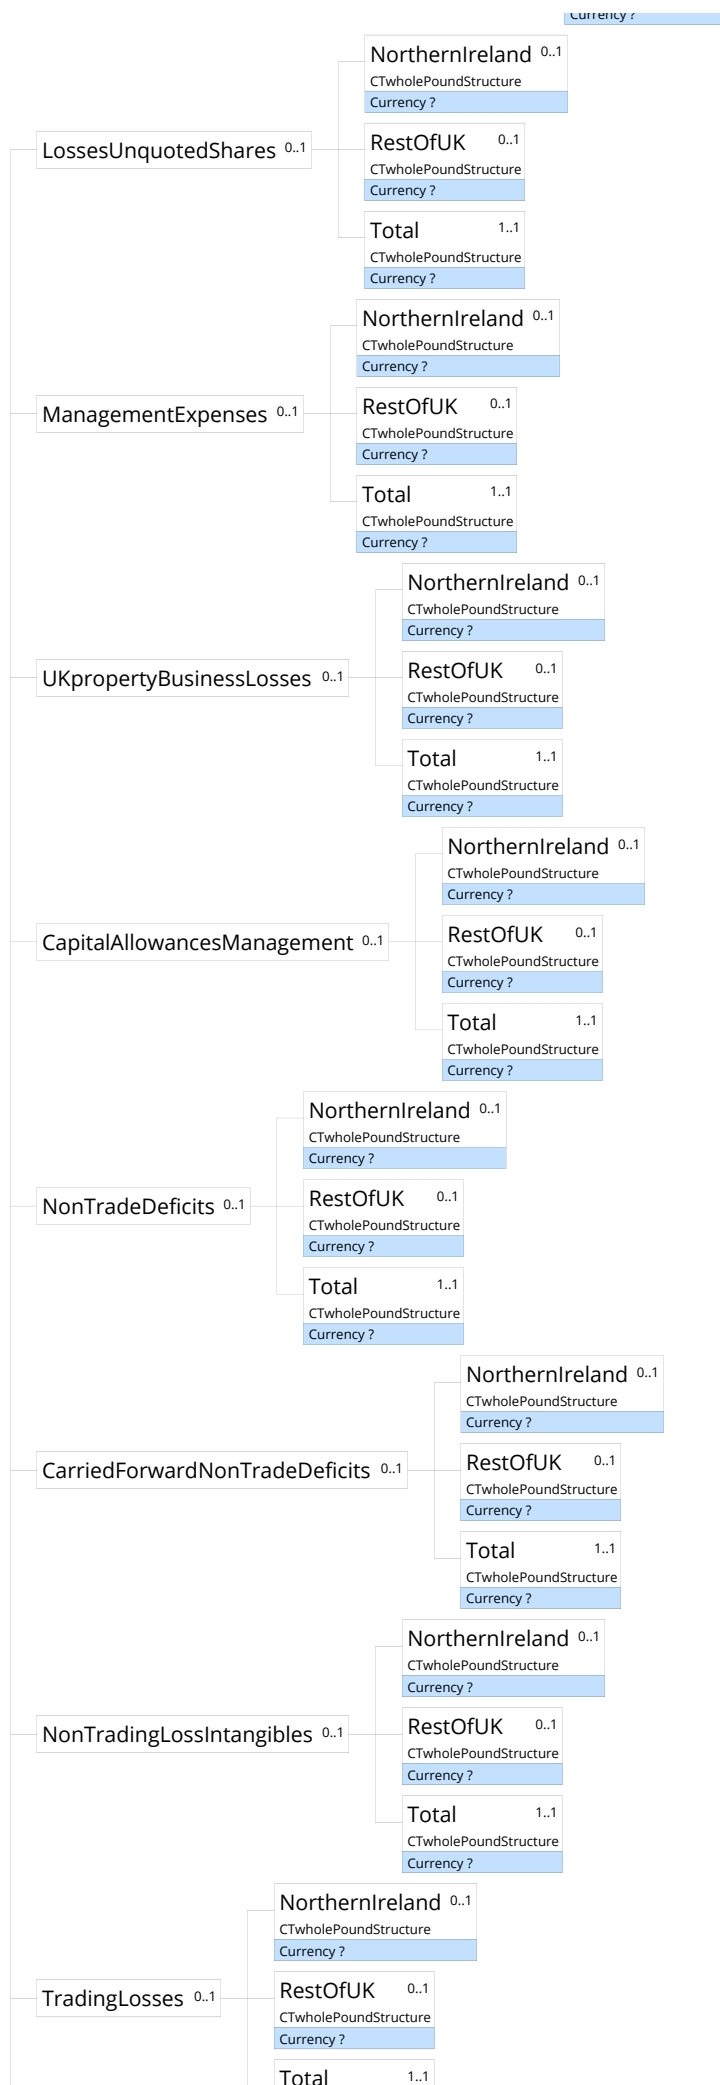 Currency ?
NorthernIreland 0..1
CTwholePoundStructure
Currency ?
LossesUnquotedShares 0..1
RestOfUK 0..1
CTwholePoundStructure
Currency ?
Total 1..1
CTwholePoundStructure
Currency ?
NorthernIreland 0..1
CTwholePoundStructure
Currency ?
ManagementExpenses 0..1
RestOfUK 0..1
CTwholePoundStructure
Currency ?
Total 1..1
CTwholePoundStructure
Currency ?
NorthernIreland 0..1
CTwholePoundStructure
Currency ?
UKpropertyBusinessLosses 0..1
RestOfUK 0..1
CTwholePoundStructure
Currency ?
Total 1..1
CTwholePoundStructure
Currency ?
NorthernIreland 0..1
CTwholePoundStructure
Currency ?
CapitalAllowancesManagement 0..1
RestOfUK 0..1
CTwholePoundStructure
Currency ?
Total 1..1
CTwholePoundStructure
Currency ?
NorthernIreland 0..1
CTwholePoundStructure
Currency ?
NonTradeDeficits 0..1
RestOfUK 0..1
CTwholePoundStructure
Currency ?
Total 1..1
CTwholePoundStructure
Currency ?
NorthernIreland 0..1
CTwholePoundStructure
Currency ?
CarriedForwardNonTradeDeficits 0..1
RestOfUK 0..1
CTwholePoundStructure
Currency ?
Total 1..1
CTwholePoundStructure
Currency ?
NorthernIreland 0..1
CTwholePoundStructure
Currency ?
NonTradingLossIntangibles 0..1
RestOfUK 0..1
CTwholePoundStructure
Currency ?
Total 1..1
CTwholePoundStructure
Currency ?
NorthernIreland 0..1
CTwholePoundStructure
Currency ?
TradingLosses 0..1
RestOfUK 0..1
CTwholePoundStructure
Currency ?
Total 1..1